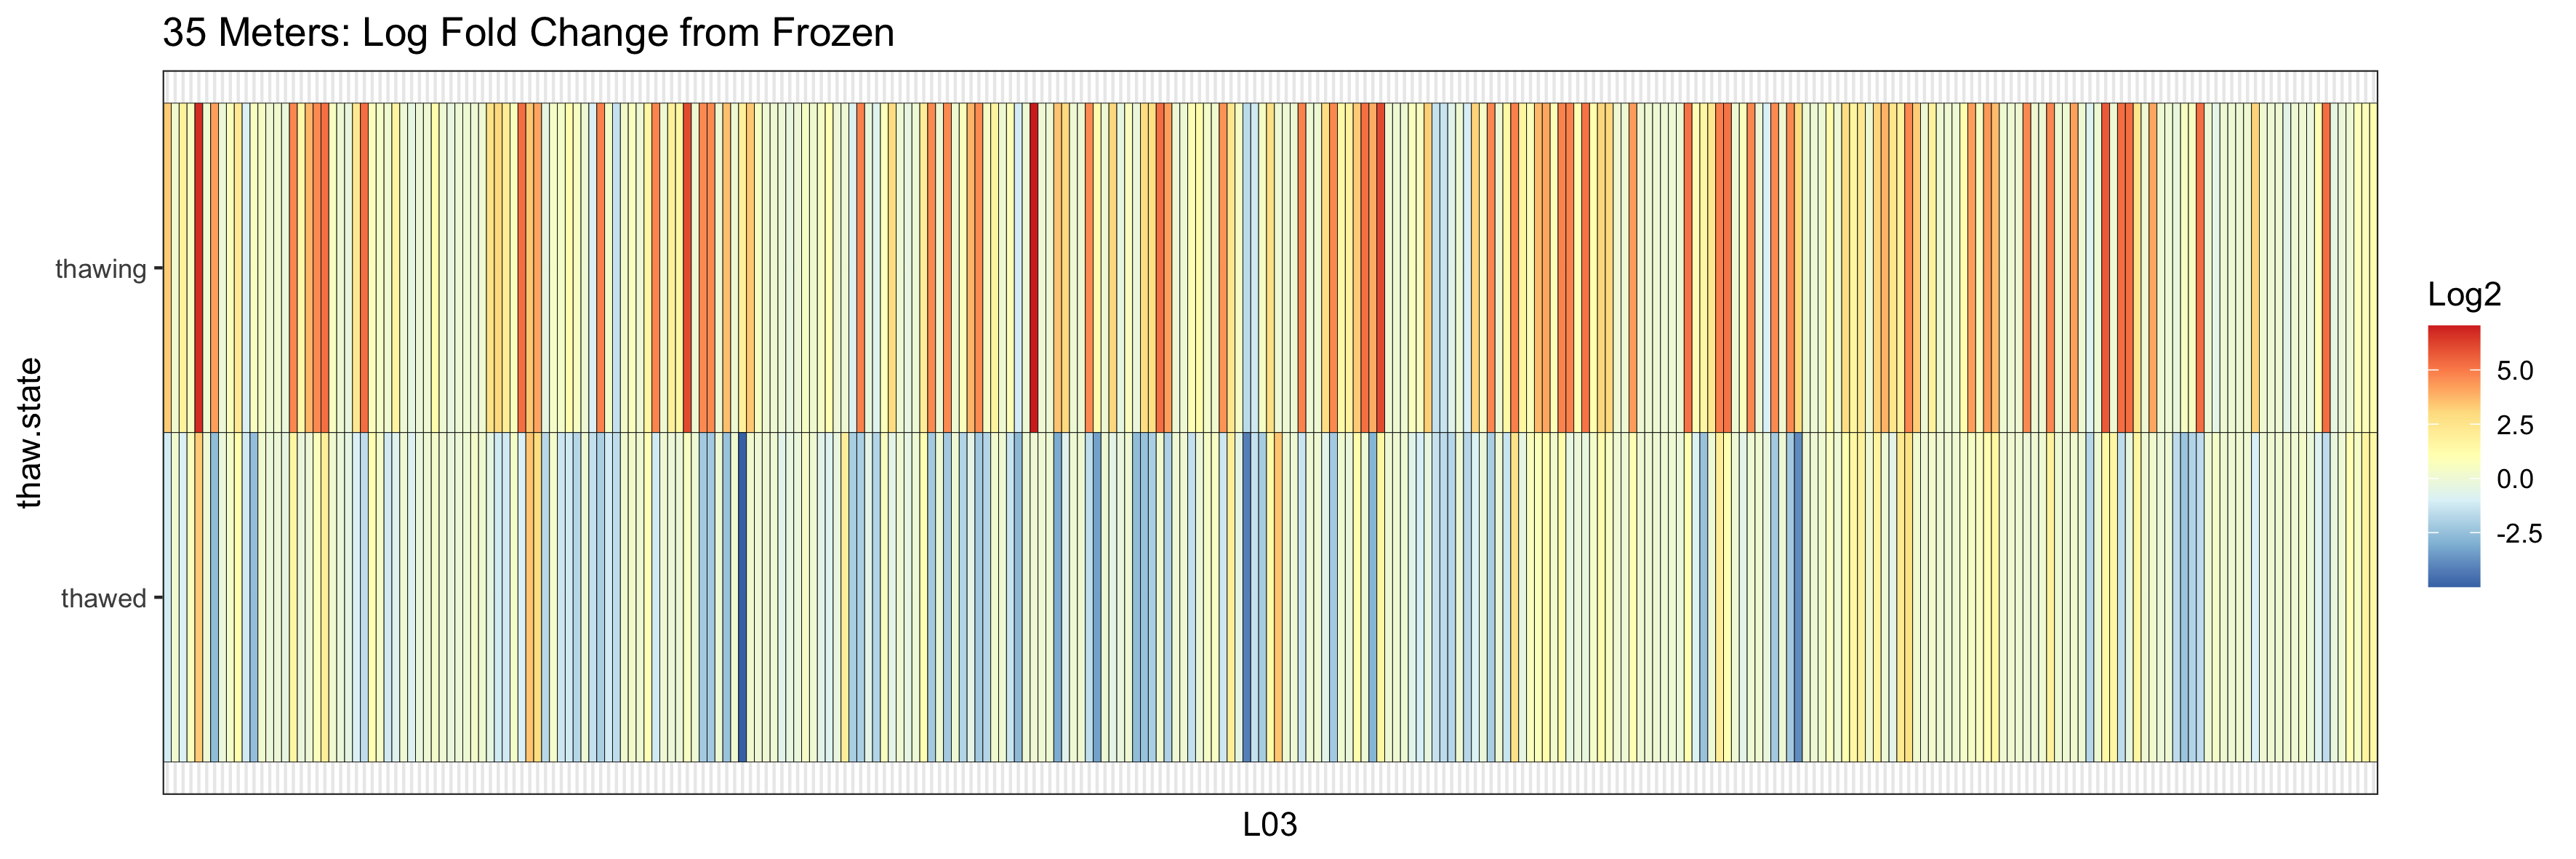 35 Meters: Log Fold Change from Frozen
thaw.state
thawing
thawed
L03
Log2
5.0
2.5
0.0
-2.5